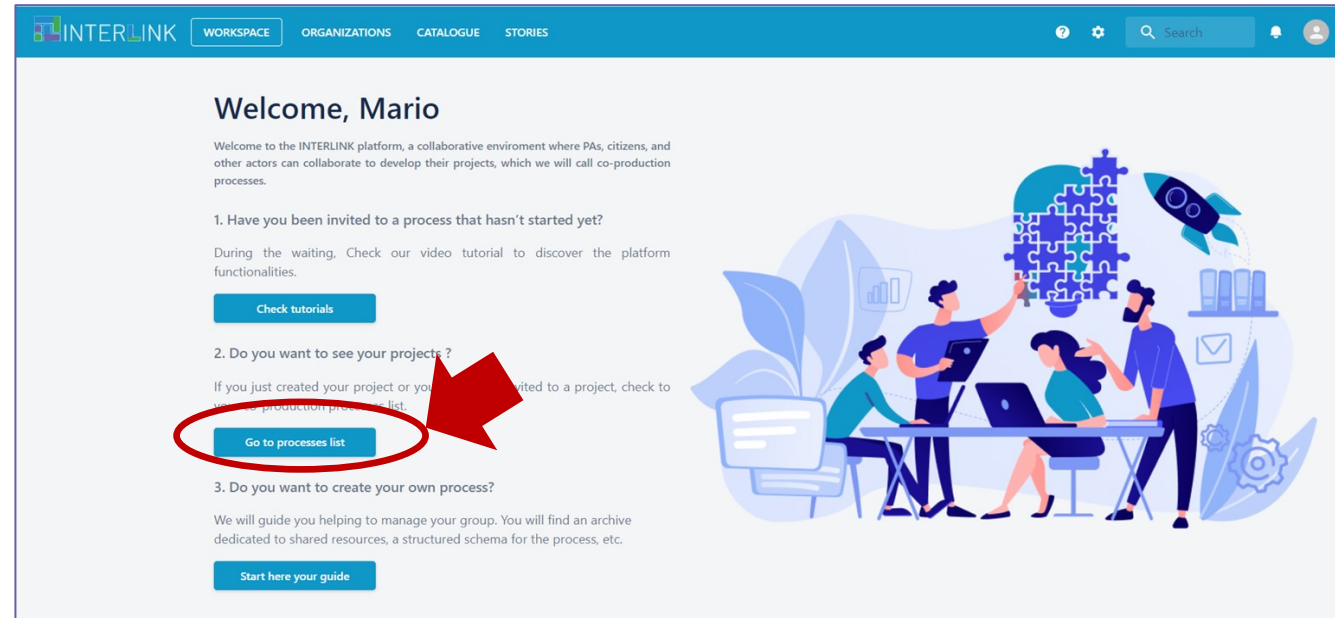 INTERLINK WORKSPACE ORGANIZATIONS CATALOGUE STORIES Search
Welcome, Mario
Welcome to the INTERLINK platform, a collaborative enviroment where PAs, citizens, and
other actors can collaborate to develop their projects, which we will call co-production
processes.
1. Have you been invited to a process that hasn't started yet?
During the waiting, Check our video tutorial to discover the platform
functionalities.
Check tutorials
2. Do you want to see your projects ?
If you just created your project or you invited to a project, check to
co-production processes list.
Go to processes list
3. Do you want to create your own process?
We will guide you helping to manage your group. You will find an archive
dedicated to shared resources, a structured schema for the process, etc.
Start here your guide